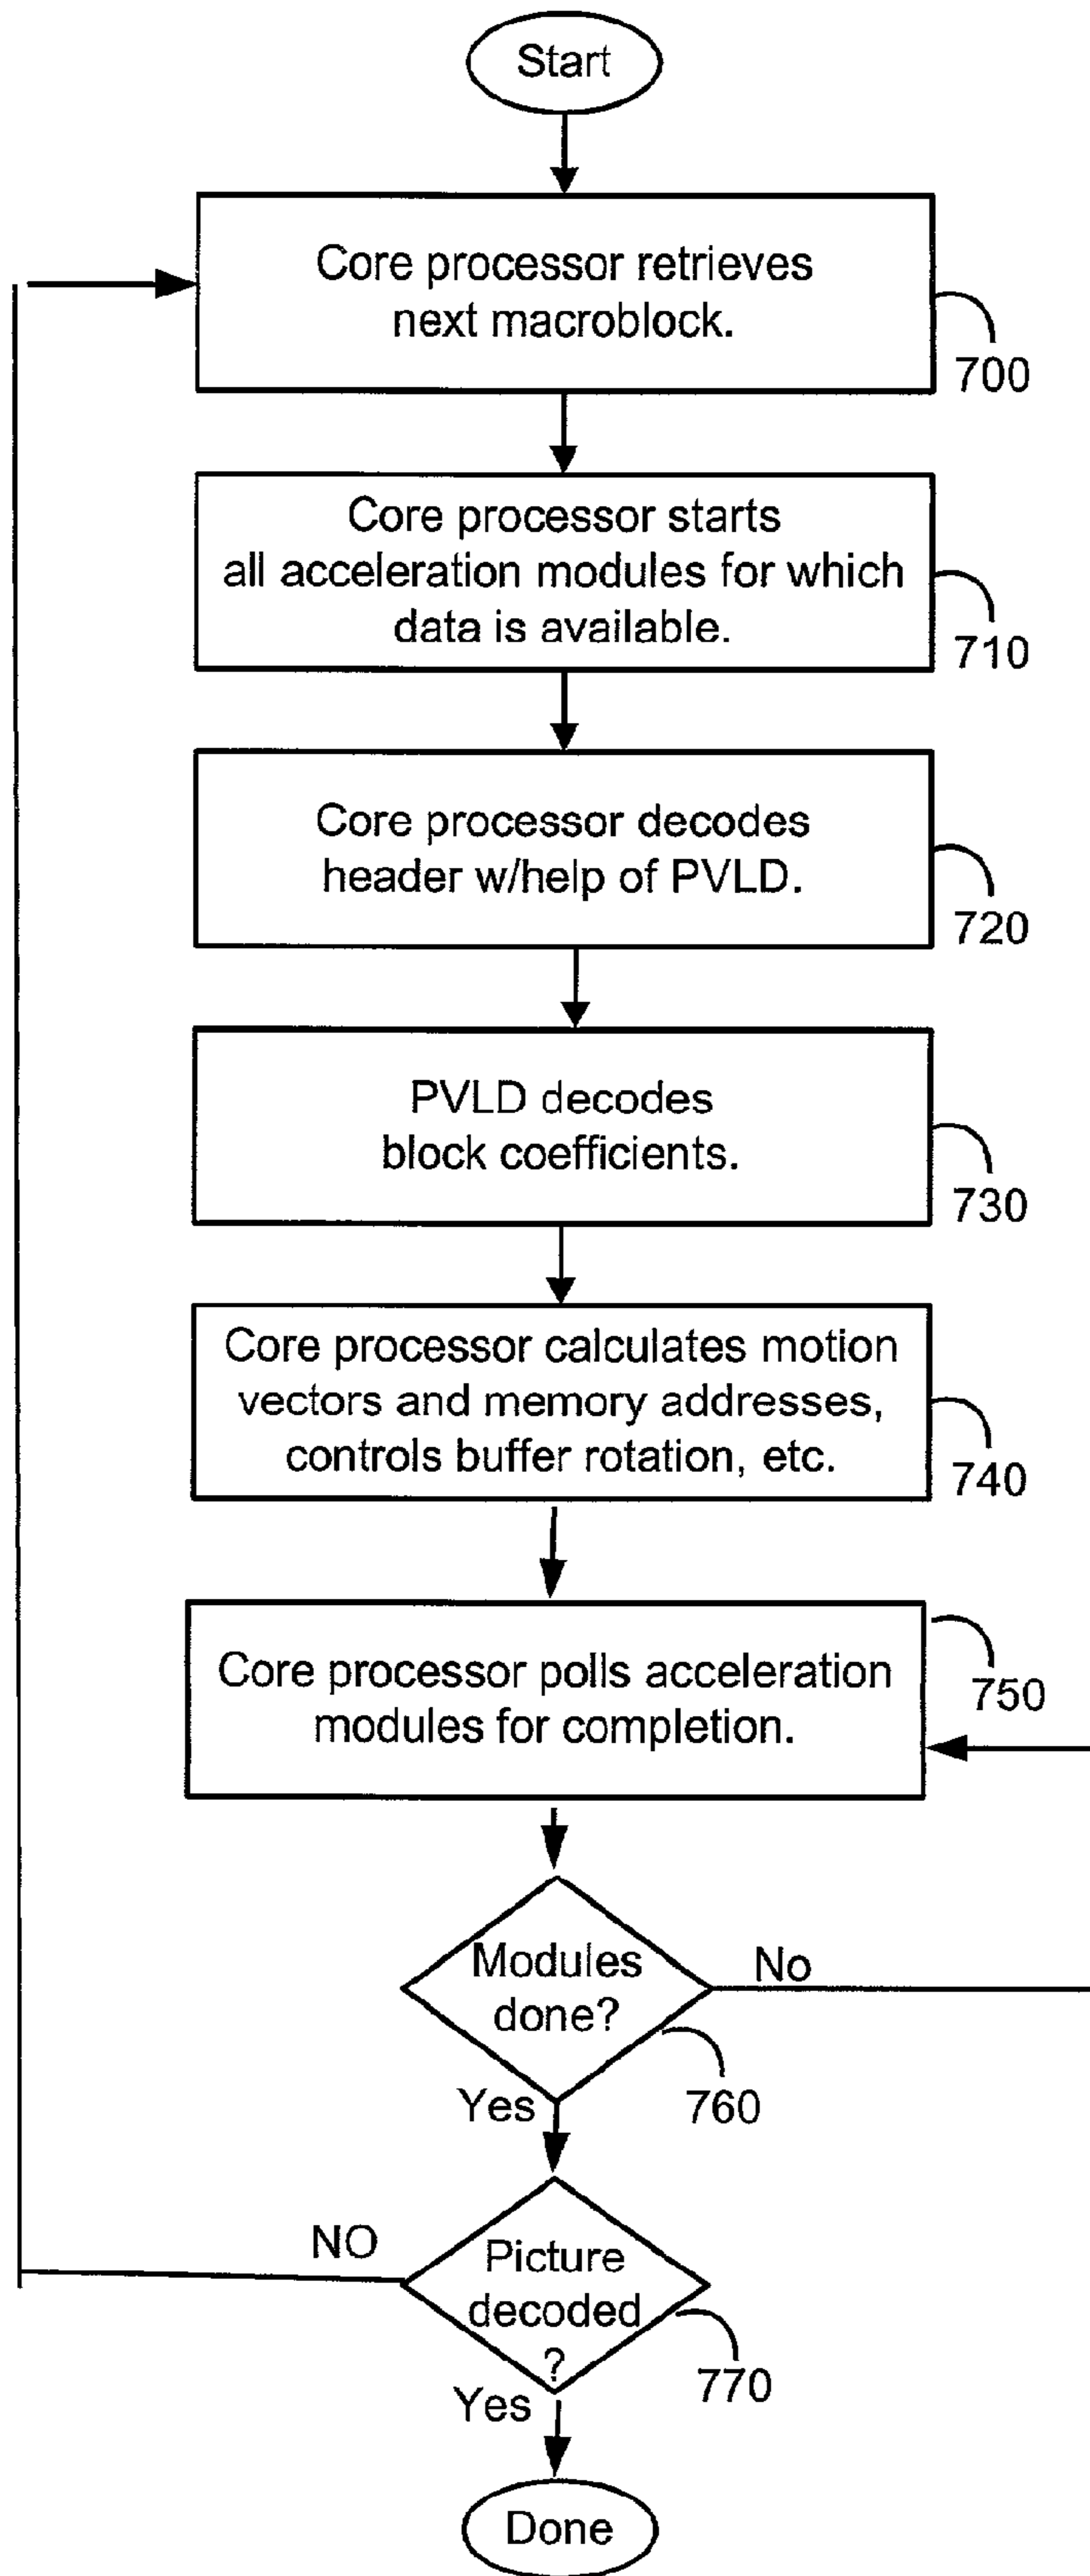 Start
Core processor retrieves
next macroblock.
700
Core processor starts
all acceleration modules for which
data is available.
710
Core processor decodes
header w/help of PVLD.
720
PVLD decodes
block coefficients.
730
Core processor calculates motion
vectors and memory addresses,
controls buffer rotation, etc.
740
Core processor polls acceleration
modules for completion.
750
Modules
done?
No
760
Yes
NO
Picture
decoded
?
770
Yes
Done